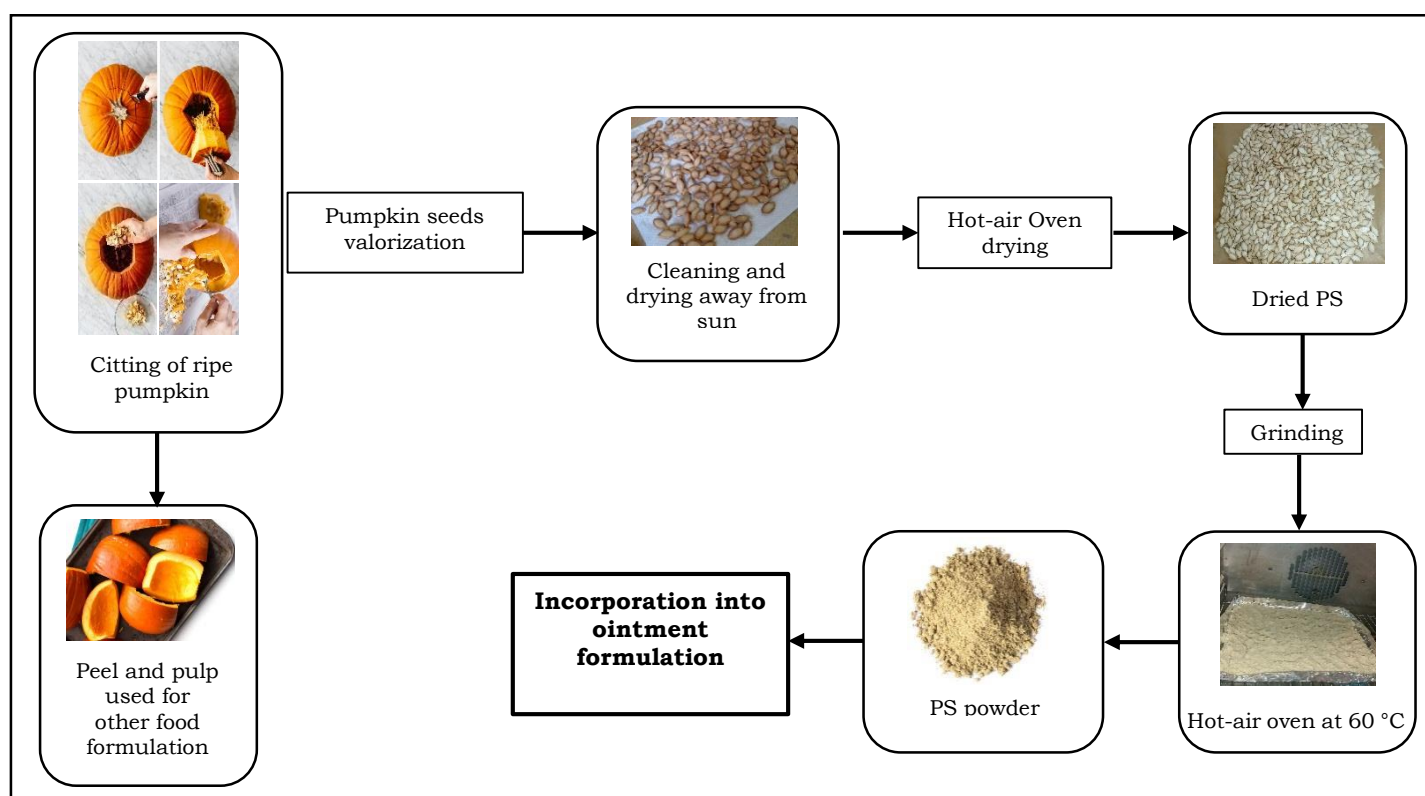 Citting of ripe
pumpkin
Pumpkin seeds
valorization
Cleaning and
drying away from
sun
Hot-air Oven
drying
Dried PS
Grinding
Hot-air oven at 60 °C
PS powder
Incorporation into
ointment
formulation
Peel and pulp
used for
other food
formulation